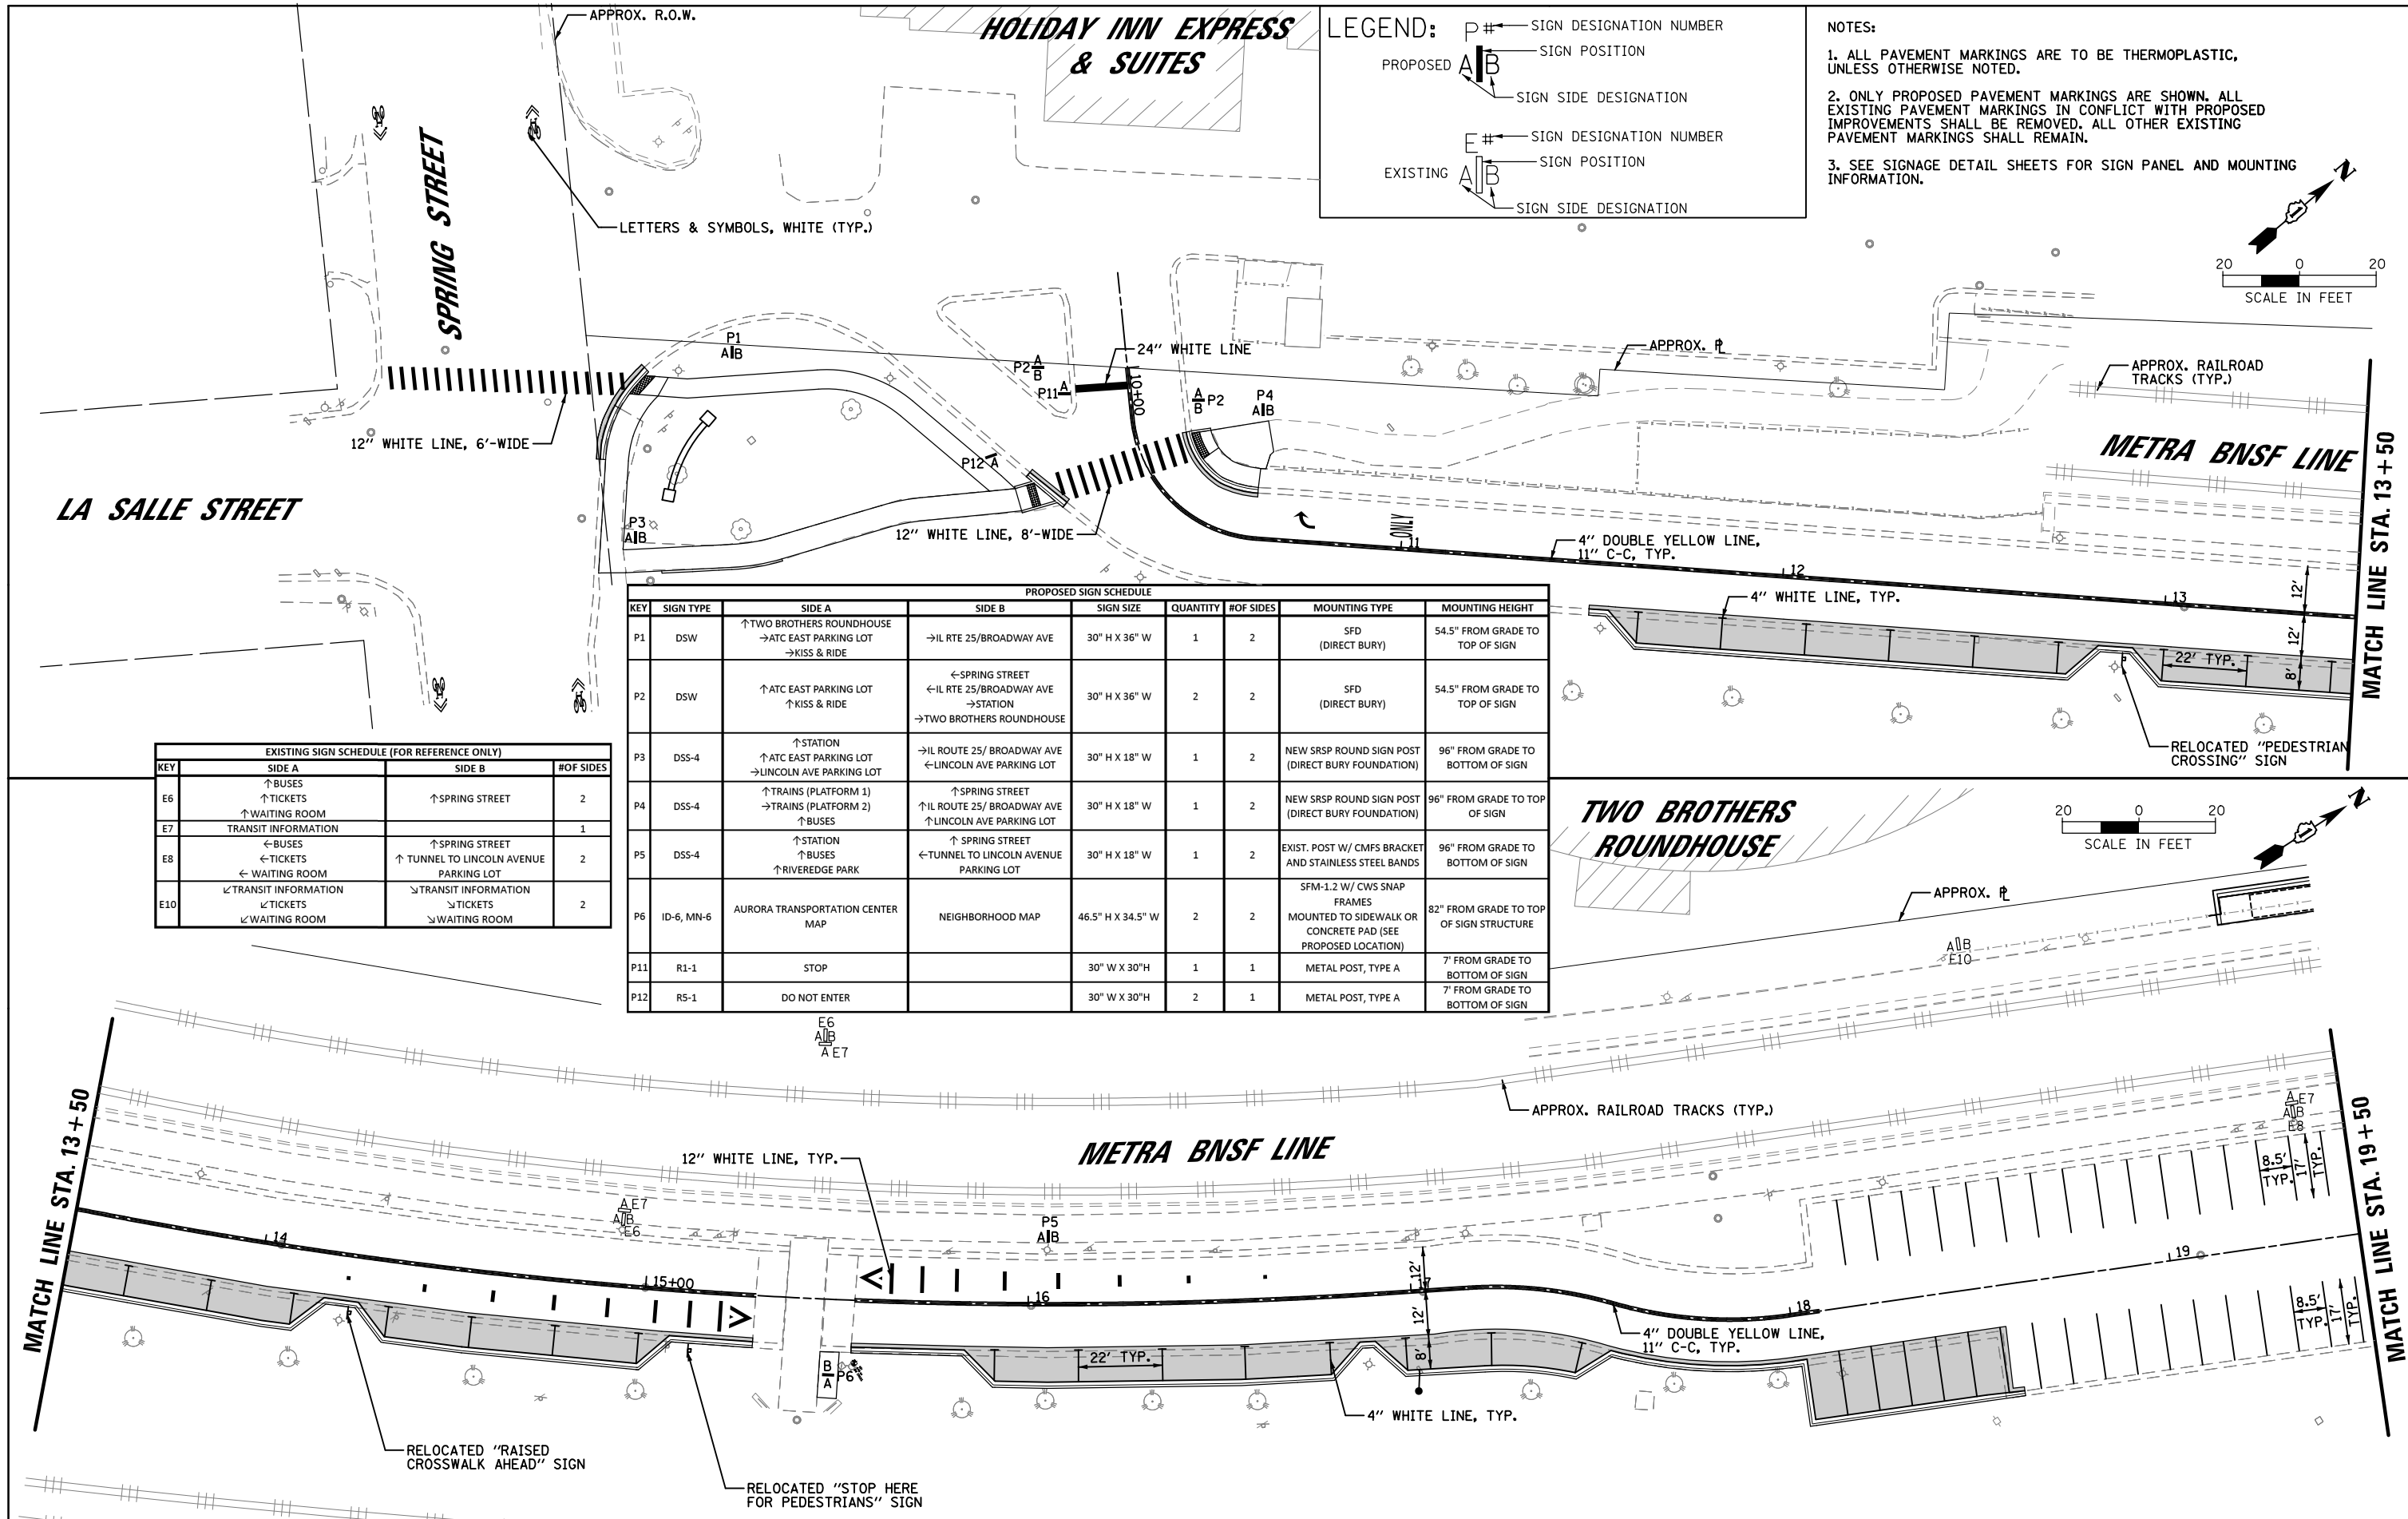 APPROX. R.O.W.
HOLIDAY INN EXPRESS
& SUITES
LEGEND:
P #
SIGN DESIGNATION NUMBER
SIGN POSITION
PROPOSED A B
SIGN SIDE DESIGNATION
E #
SIGN DESIGNATION NUMBER
SIGN POSITION
EXISTING A B
SIGN SIDE DESIGNATION
NOTES:
1. ALL PAVEMENT MARKINGS ARE TO BE THERMOPLASTIC,
UNLESS OTHERWISE NOTED.
2. ONLY PROPOSED PAVEMENT MARKINGS ARE SHOWN. ALL
EXISTING PAVEMENT MARKINGS IN CONFLICT WITH PROPOSED
IMPROVEMENTS SHALL BE REMOVED. ALL OTHER EXISTING
PAVEMENT MARKINGS SHALL REMAIN.
3. SEE SIGNAGE DETAIL SHEETS FOR SIGN PANEL AND MOUNTING
INFORMATION.
N
20 0 20
SCALE IN FEET
SPRING STREET
LETTERS & SYMBOLS, WHITE (TYP.)
P1
A B
P2 A
B
P11 A
24" WHITE LINE
10+00
A
B P2
P4
A B
APPROX. PL
APPROX. RAILROAD
TRACKS (TYP.)
12" WHITE LINE, 6'-WIDE
P12 A
METRA BNSF LINE
MATCH LINE STA. 13+50
LA SALLE STREET
P3
A B
12" WHITE LINE, 8'-WIDE
ONLY
11
4" DOUBLE YELLOW LINE,
11" C-C, TYP.
12
4" WHITE LINE, TYP.
13
12'
12'
22' TYP.
8'
RELOCATED "PEDESTRIAN
CROSSING" SIGN
PROPOSED SIGN SCHEDULE
KEY SIGN TYPE SIDE A SIDE B SIGN SIZE QUANTITY #OF SIDES MOUNTING TYPE MOUNTING HEIGHT
P1 DSW
↑TWO BROTHERS ROUNDHOUSE
→ATC EAST PARKING LOT
→KISS & RIDE
→IL RTE 25/BROADWAY AVE
30" H X 36" W 1 2
SFD
(DIRECT BURY)
54.5" FROM GRADE TO
TOP OF SIGN
P2 DSW
↑ATC EAST PARKING LOT
↑KISS & RIDE
←SPRING STREET
←IL RTE 25/BROADWAY AVE
→STATION
→TWO BROTHERS ROUNDHOUSE
30" H X 36" W 2 2
SFD
(DIRECT BURY)
54.5" FROM GRADE TO
TOP OF SIGN
P3 DSS-4
↑STATION
↑ATC EAST PARKING LOT
→LINCOLN AVE PARKING LOT
→IL ROUTE 25/ BROADWAY AVE
←LINCOLN AVE PARKING LOT
30" H X 18" W 1 2
NEW SRSP ROUND SIGN POST
(DIRECT BURY FOUNDATION)
96" FROM GRADE TO
BOTTOM OF SIGN
P4 DSS-4
↑TRAINS (PLATFORM 1)
→TRAINS (PLATFORM 2)
↑BUSES
↑SPRING STREET
↑IL ROUTE 25/ BROADWAY AVE
↑LINCOLN AVE PARKING LOT
30" H X 18" W 1 2
NEW SRSP ROUND SIGN POST
(DIRECT BURY FOUNDATION)
96" FROM GRADE TO TOP
OF SIGN
P5 DSS-4
↑STATION
↑BUSES
↑RIVEREDGE PARK
↑ SPRING STREET
←TUNNEL TO LINCOLN AVENUE
PARKING LOT
30" H X 18" W 1 2
EXIST. POST W/ CMFS BRACKET
AND STAINLESS STEEL BANDS
96" FROM GRADE TO
BOTTOM OF SIGN
P6 ID-6, MN-6
AURORA TRANSPORTATION CENTER
MAP
NEIGHBORHOOD MAP
46.5" H X 34.5" W 2 2
SFM-1.2 W/ CWS SNAP
FRAMES
MOUNTED TO SIDEWALK OR
CONCRETE PAD (SEE
PROPOSED LOCATION)
82" FROM GRADE TO TOP
OF SIGN STRUCTURE
P11 R1-1 STOP 30" W X 30"H 1 1 METAL POST, TYPE A
7' FROM GRADE TO
BOTTOM OF SIGN
P12 R5-1 DO NOT ENTER 30" W X 30"H 2 1 METAL POST, TYPE A
7' FROM GRADE TO
BOTTOM OF SIGN
EXISTING SIGN SCHEDULE (FOR REFERENCE ONLY)
KEY SIDE A SIDE B #OF SIDES
E6
↑BUSES
↑TICKETS
↑WAITING ROOM
↑SPRING STREET
2
E7 TRANSIT INFORMATION 1
E8
←BUSES
←TICKETS
← WAITING ROOM
↑SPRING STREET
↑ TUNNEL TO LINCOLN AVENUE
PARKING LOT
2
E10
↙TRANSIT INFORMATION
↙TICKETS
↙WAITING ROOM
↘TRANSIT INFORMATION
↘TICKETS
↘WAITING ROOM
2
TWO BROTHERS
ROUNDHOUSE
20 0 20
SCALE IN FEET
N
APPROX. PL
A B
E10
E6
A B
A E7
APPROX. RAILROAD TRACKS (TYP.)
METRA BNSF LINE
MATCH LINE STA. 13+50
12" WHITE LINE, TYP.
A E7
A B
E6
P5
A B
A E7
A B
E8
8.5'
TYP.
17'
TYP.
MATCH LINE STA. 19+50
14
15+00
16
17
18
19
12'
12'
8'
22' TYP.
4" DOUBLE YELLOW LINE,
11" C-C, TYP.
8.5'
TYP.
17'
TYP.
B
A
P6
4" WHITE LINE, TYP.
RELOCATED "RAISED
CROSSWALK AHEAD" SIGN
RELOCATED "STOP HERE
FOR PEDESTRIANS" SIGN